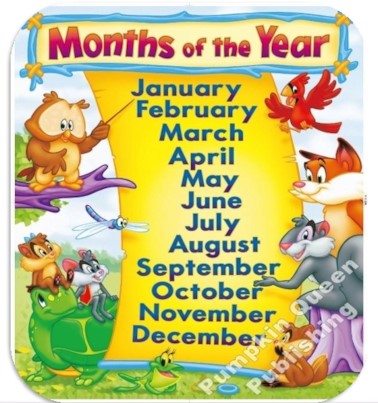 Months of the Year
January
February
March
April
May
June
July
August
September
October
November
December
Pumpkin Queen
Publishing